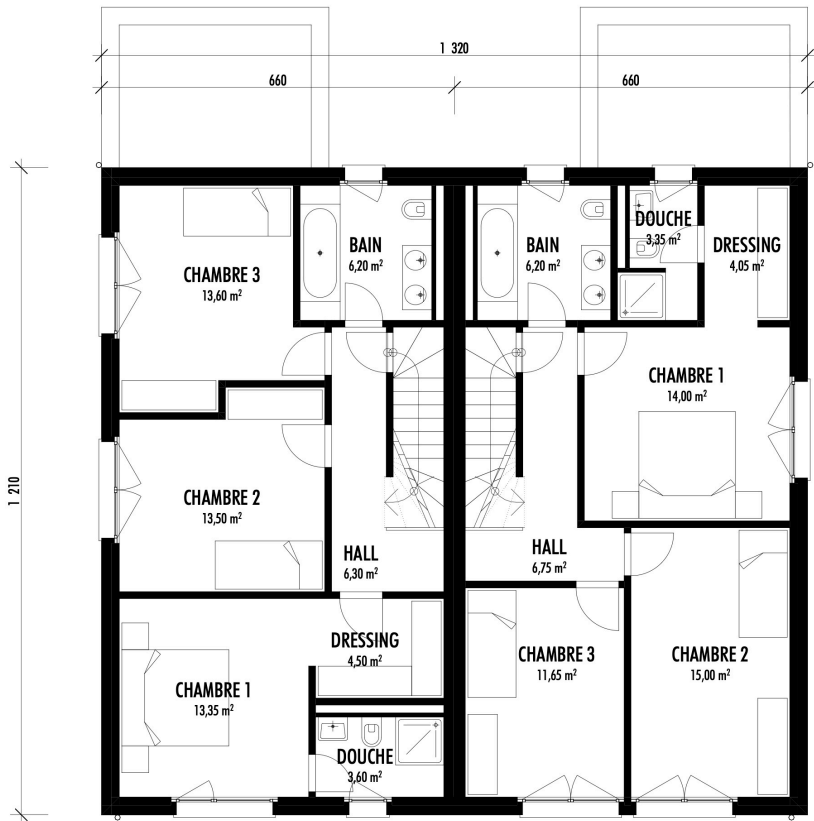 1 320
660
660
1 210
BAIN
6,20 m²
BAIN
6,20 m²
DOUCHE
3,35 m²
DRESSING
4,05 m²
CHAMBRE 3
13,60 m²
CHAMBRE 1
14,00 m²
CHAMBRE 2
13,50 m²
HALL
6,30 m²
HALL
6,75 m²
DRESSING
4,50 m²
CHAMBRE 3
11,65 m²
CHAMBRE 2
15,00 m²
CHAMBRE 1
13,35 m²
DOUCHE
3,60 m²